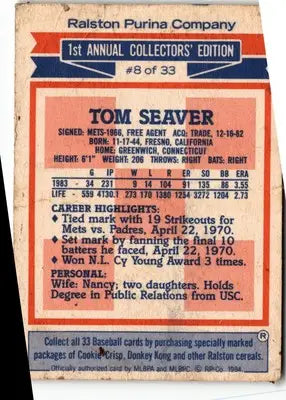 Ralston Purina Company
1st ANNUAL COLLECTORS' EDITION
#8 of 33
TOM SEAVER
SIGNED: METS-1966, FREE AGENT ACQ: TRADE, 12-16-82
BORN: 11-17-44, FRESNO, CALIFORNIA
HOME: GREENWICH, CONNECTICUT
HEIGHT: 6'1" WEIGHT: 206 THROWS: RIGHT BATS: RIGHT
G IP W L R ER SO BB ERA
1983 - 34 231 9 14 104 91 135 86 3.55
LIFE - 559 4130.1 273 170 1380 1254 3272 1204 2.73
CAREER HIGHLIGHTS:
♦ Tied mark with 19 Strikeouts for
Mets vs. Padres, April 22, 1970.
♦ Set mark by fanning the final 10
batters he faced, April 22, 1970.
♦ Won N.L. Cy Young Award 3 times.
PERSONAL:
Wife: Nancy; two daughters. Holds
Degree in Public Relations from USC.
®
Collect all 33 Baseball cards by purchasing specially marked
packages of Cookie-Crisp, Donkey Kong and other Ralston cereals.
Officially authorized card by MLBPA and MLBPC. © RPCo. 1984